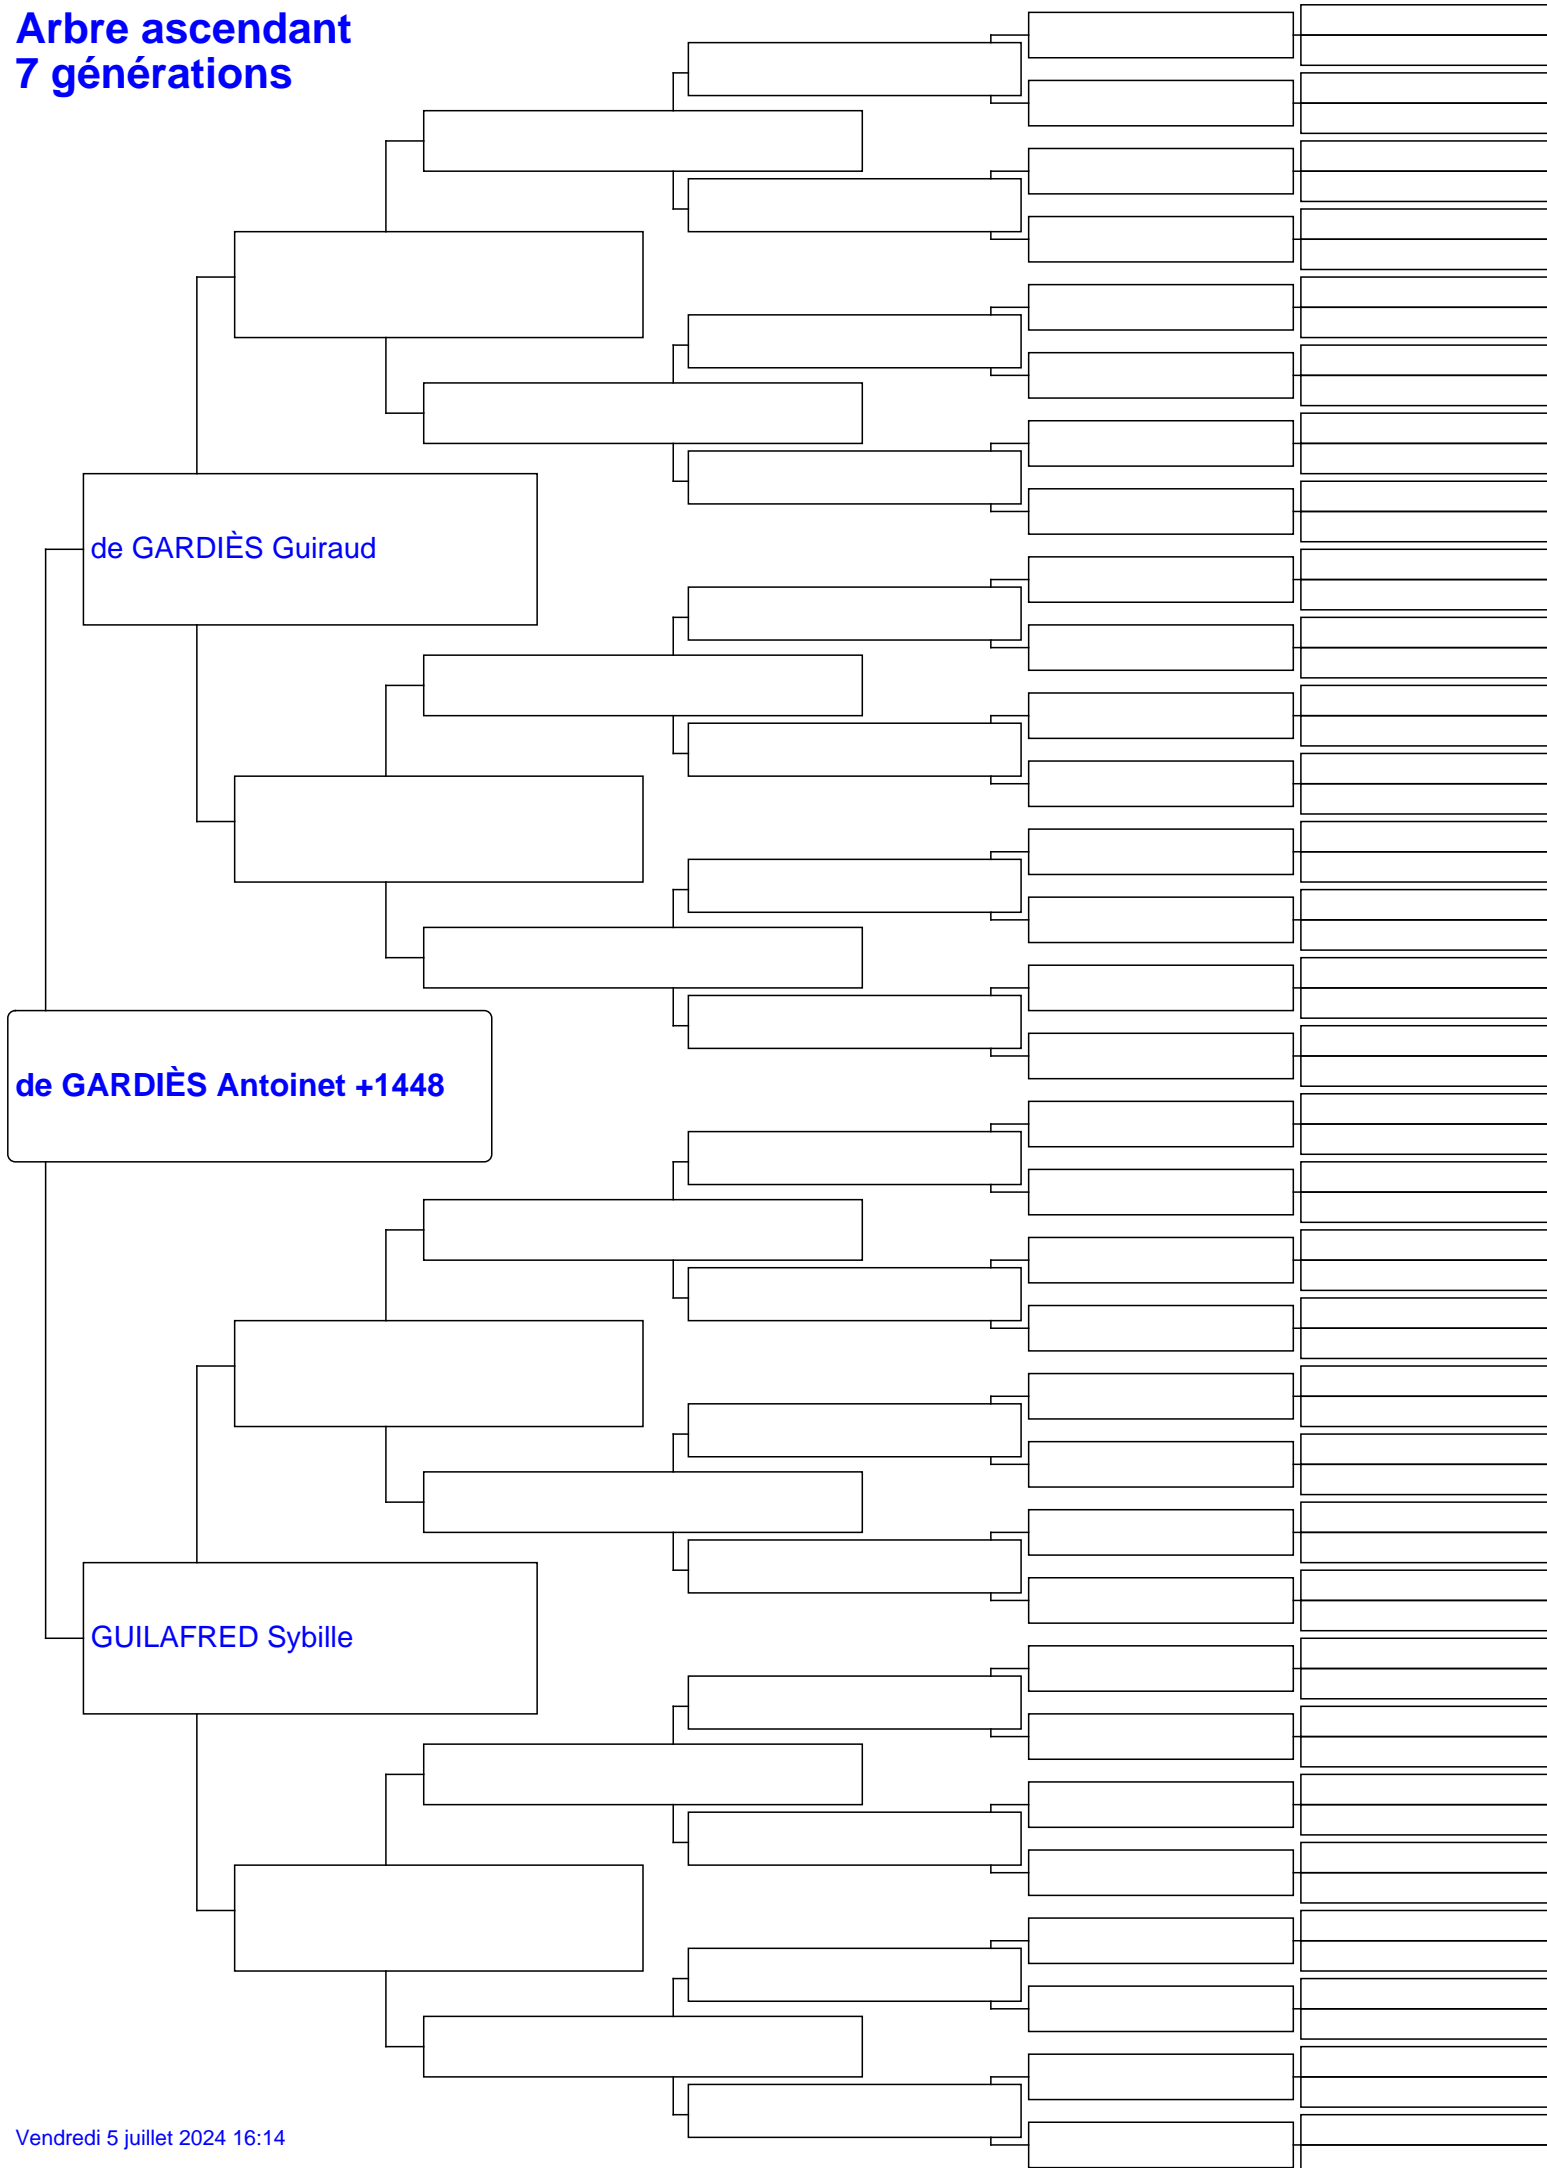 Arbre ascendant
7 générations
de GARDIÈS Guiraud
de GARDIÈS Antoinet +1448
GUILAFRED Sybille
Vendredi 5 juillet 2024 16:14